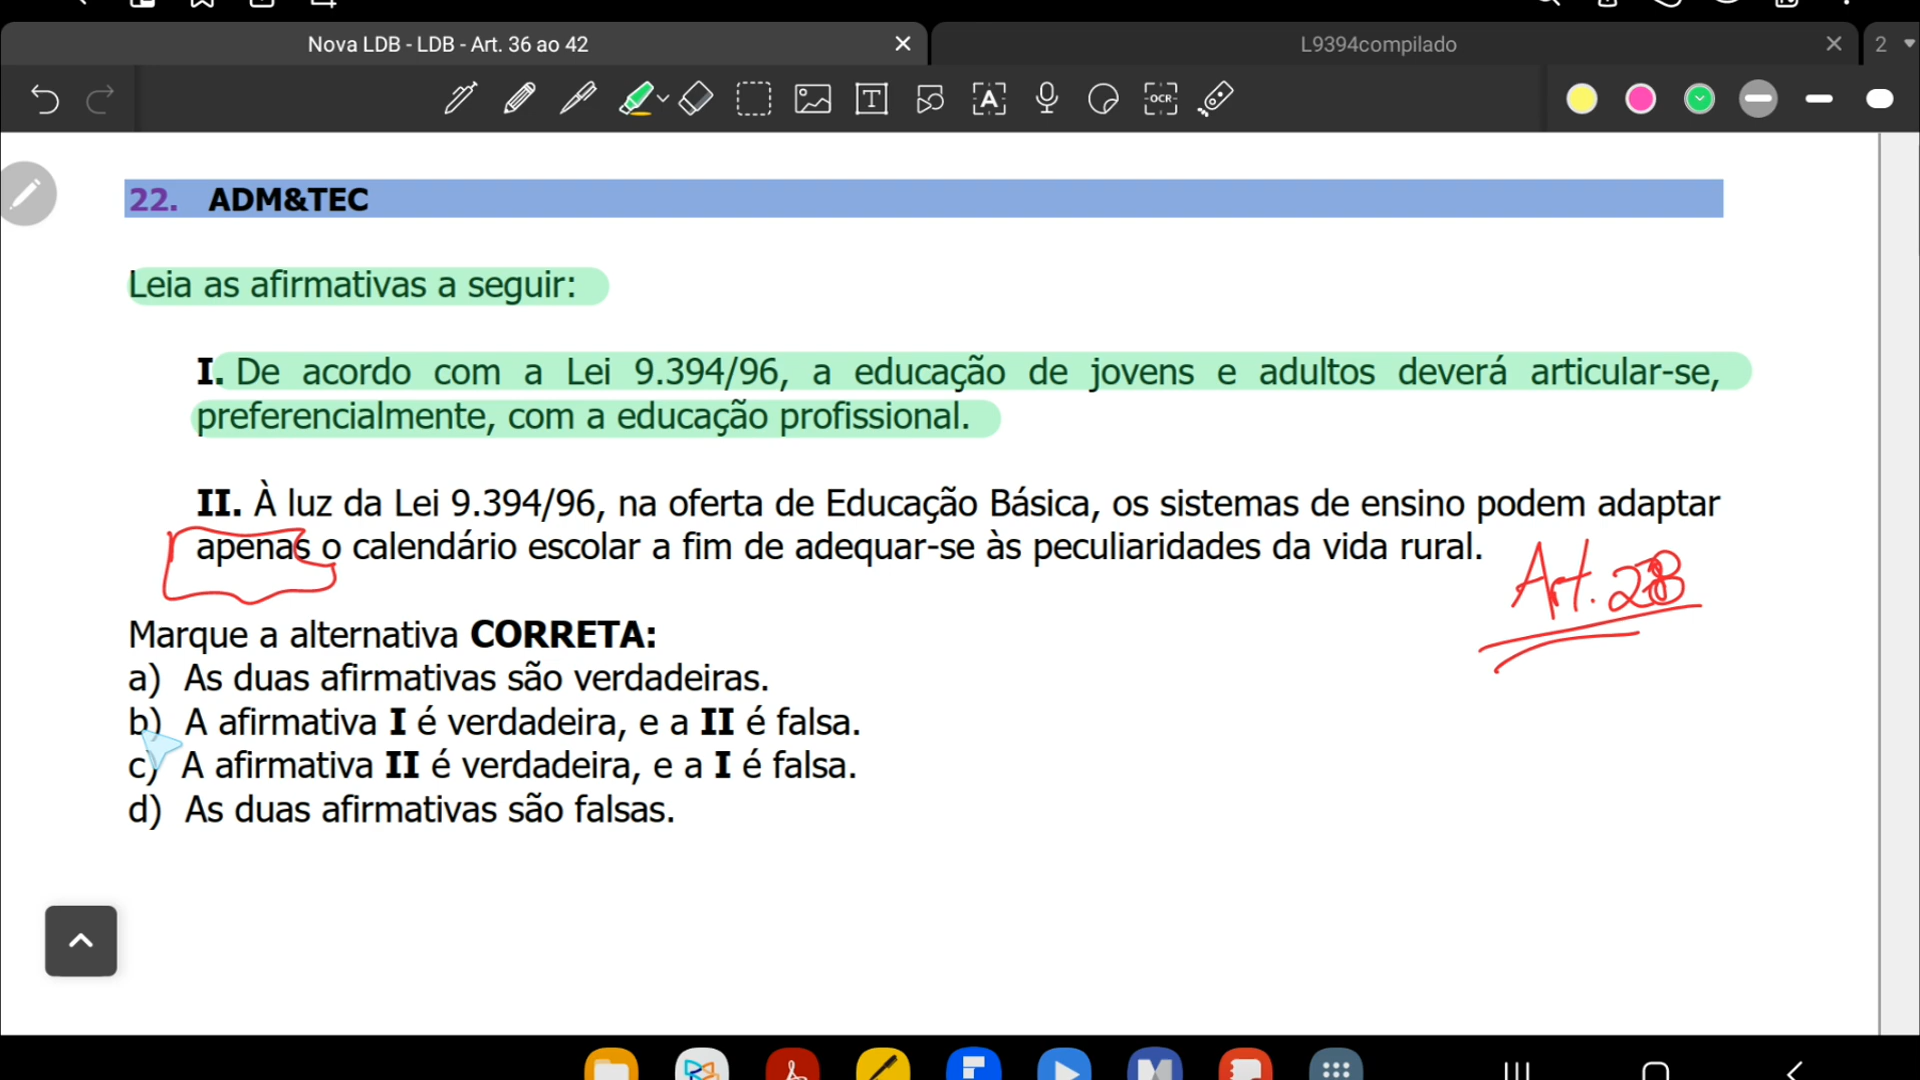 Nova LDB - LDB - Art. 36 ao 42
L9394compilado
2
22. ADM&TEC
Leia as afirmativas a seguir:
I. De acordo com a Lei 9.394/96, a educação de jovens e adultos deverá articular-se,
preferencialmente, com a educação profissional.
II. À luz da Lei 9.394/96, na oferta de Educação Básica, os sistemas de ensino podem adaptar
apenas o calendário escolar a fim de adequar-se às peculiaridades da vida rural.
Art. 28
Marque a alternativa CORRETA:
a) As duas afirmativas são verdadeiras.
b) A afirmativa I é verdadeira, e a II é falsa.
c) A afirmativa II é verdadeira, e a I é falsa.
d) As duas afirmativas são falsas.